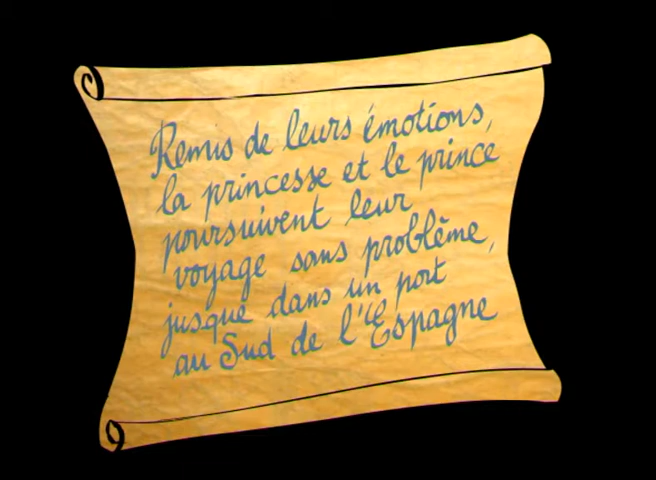 Remis de leurs émotions,
la princesse et le prince
poursuivent leur
voyage sans problême,
jusque dans un port
au Sud de l'Espagne